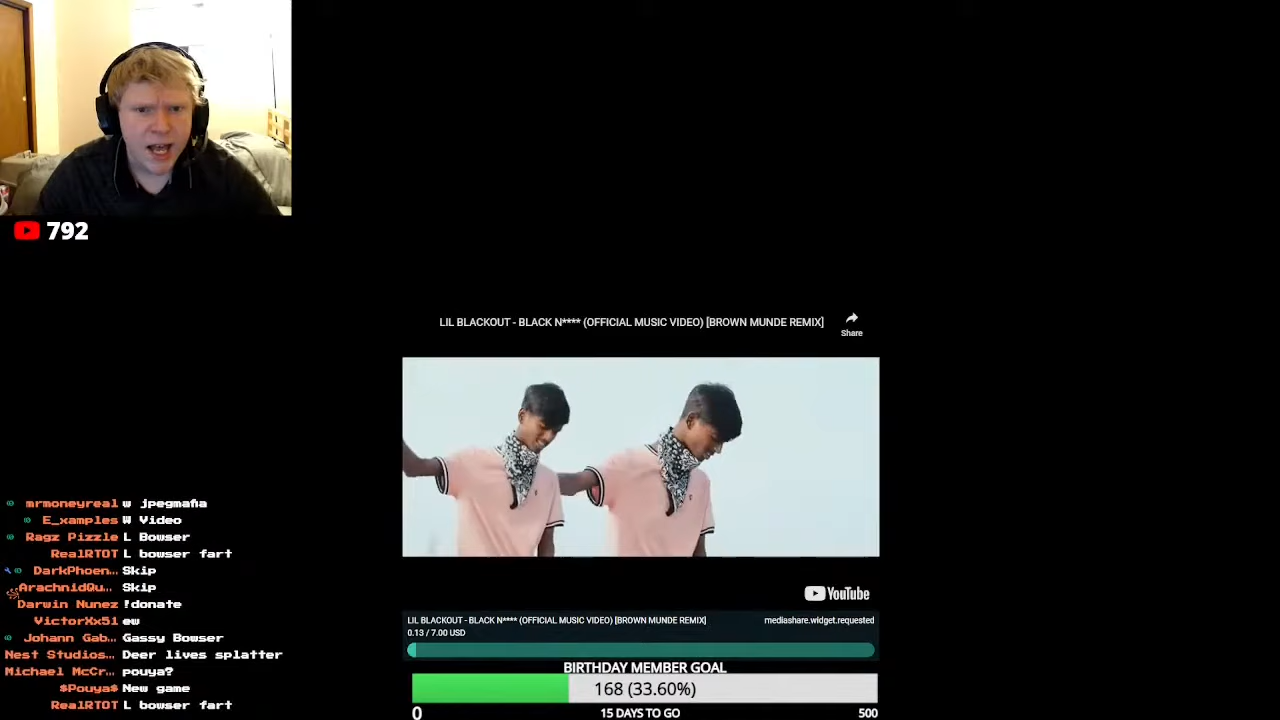 792
LIL BLACKOUT - BLACK N**** (OFFICIAL MUSIC VIDEO) [BROWN MUNDE REMIX]
Share
YouTube
LIL BLACKOUT - BLACK N**** (OFFICIAL MUSIC VIDEO) [BROWN MUNDE REMIX] mediashare.widget.requested
0.13 / 7.00 USD
BIRTHDAY MEMBER GOAL
168 (33.60%)
0 15 DAYS TO GO 500
mrmoneyreal w jpegmafia
E_xamples W Video
Ragz Pizzle L Bowser
RealRTOT L bowser fart
DarkPhoen… Skip
ArachnidQu… Skip
Darwin Nunez !donate
VictorXx51 ew
Johann Gab… Gassy Bowser
Nest Studios… Deer lives splatter
Michael McCr… pouya?
$Pouya$ New game
RealRTOT L bowser fart